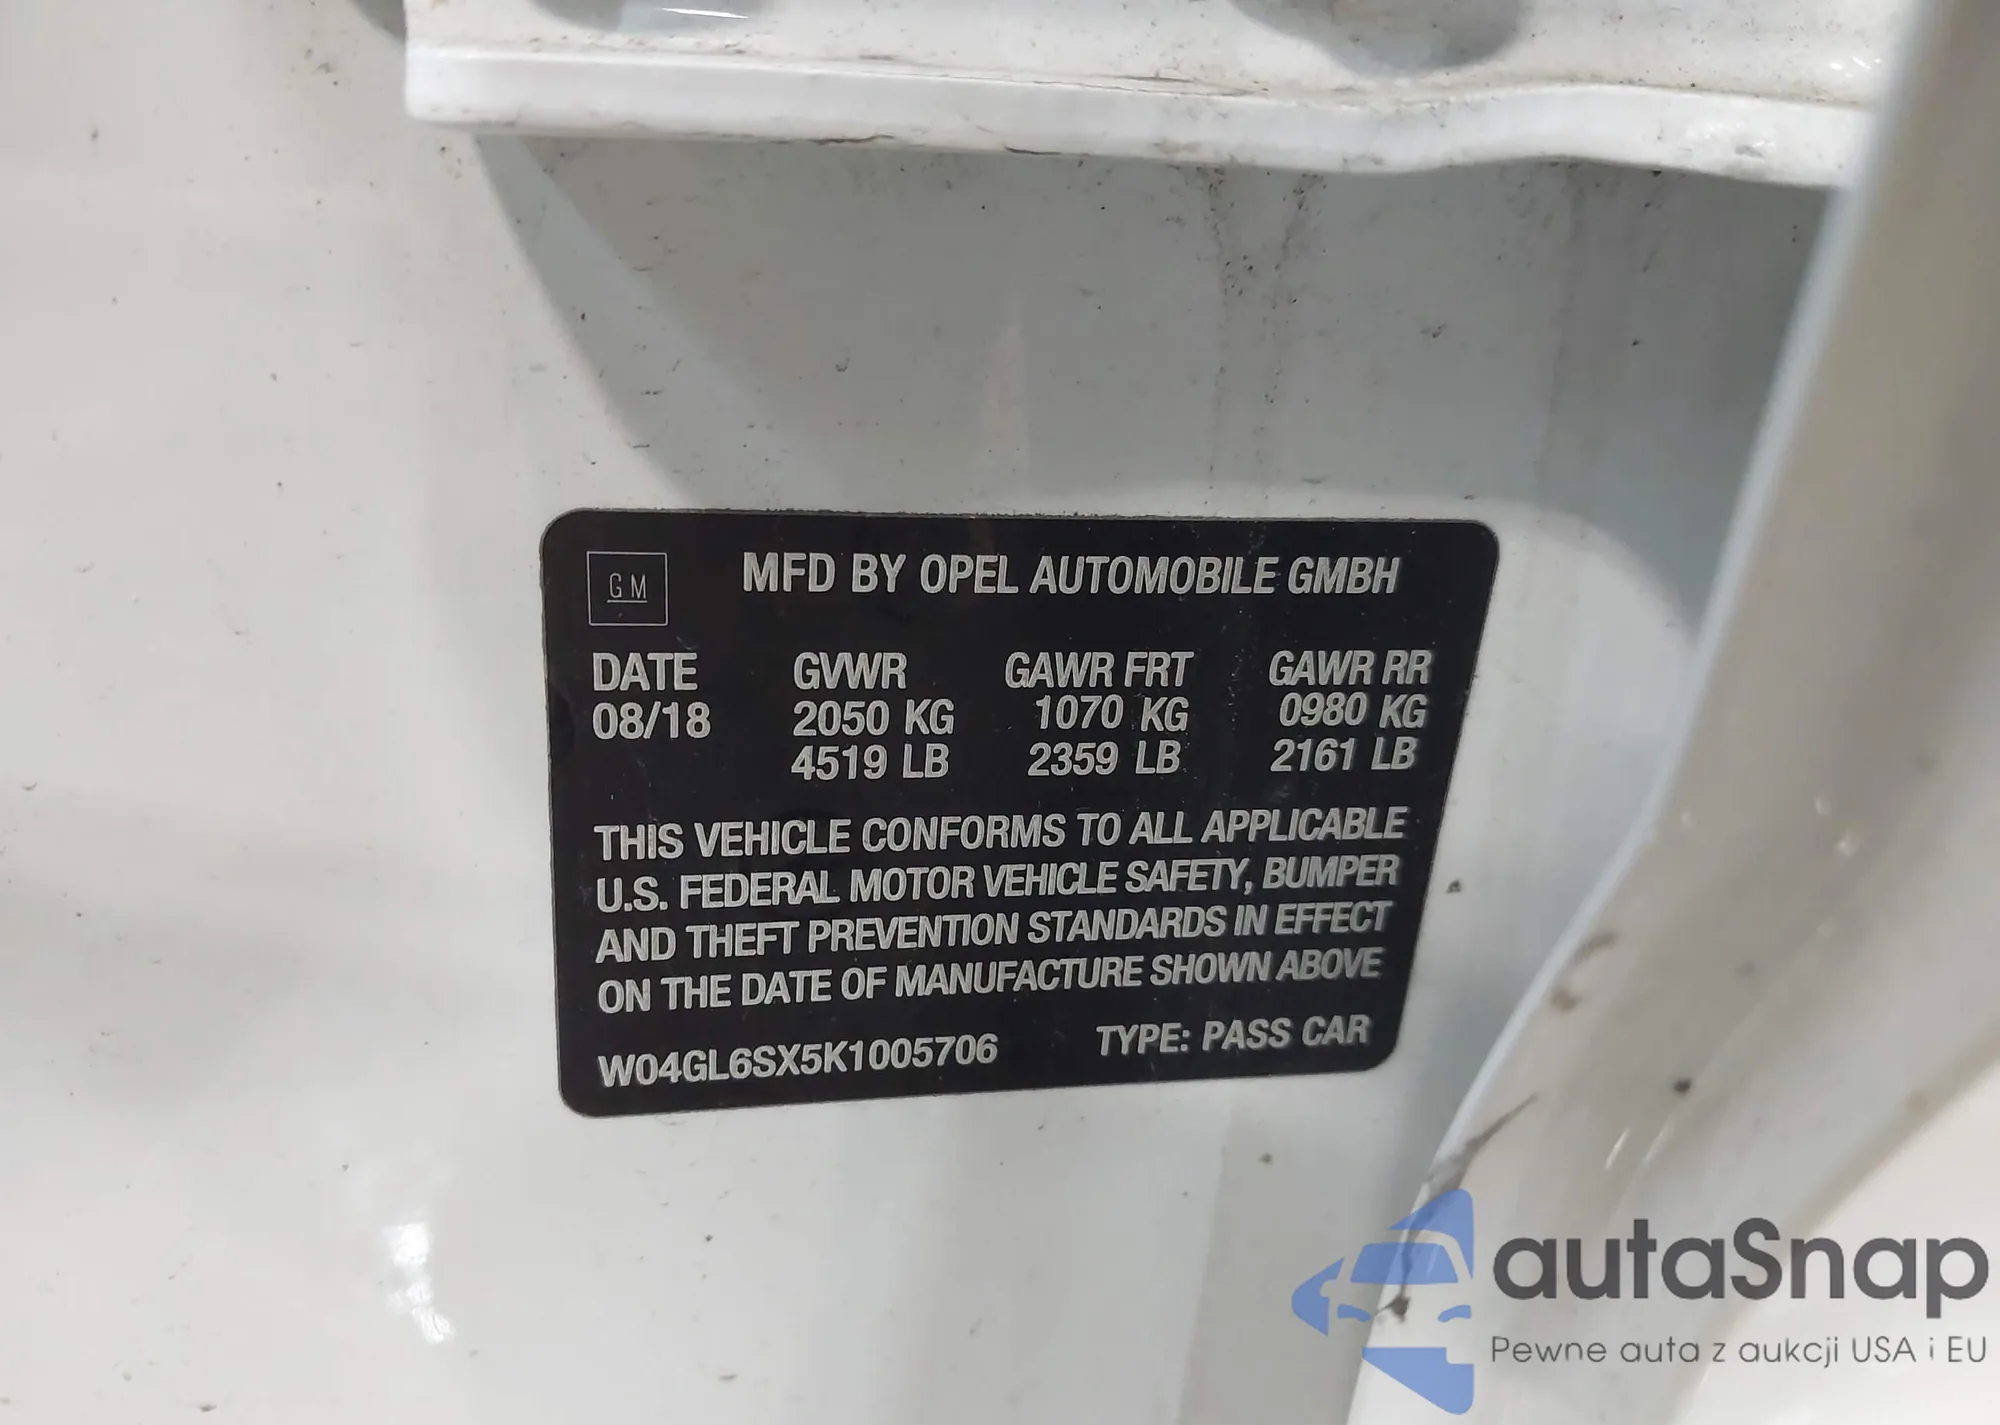 GM
MFD BY OPEL AUTOMOBILE GMBH
DATE GVWR GAWR FRT GAWR RR
08/18 2050 KG 1070 KG 0980 KG
4519 LB 2359 LB 2161 LB
THIS VEHICLE CONFORMS TO ALL APPLICABLE
U.S. FEDERAL MOTOR VEHICLE SAFETY, BUMPER
AND THEFT PREVENTION STANDARDS IN EFFECT
ON THE DATE OF MANUFACTURE SHOWN ABOVE
W04GL6SX5K1005706 TYPE: PASS CAR
autaSnap
Pewne auta z aukcji USA i EU